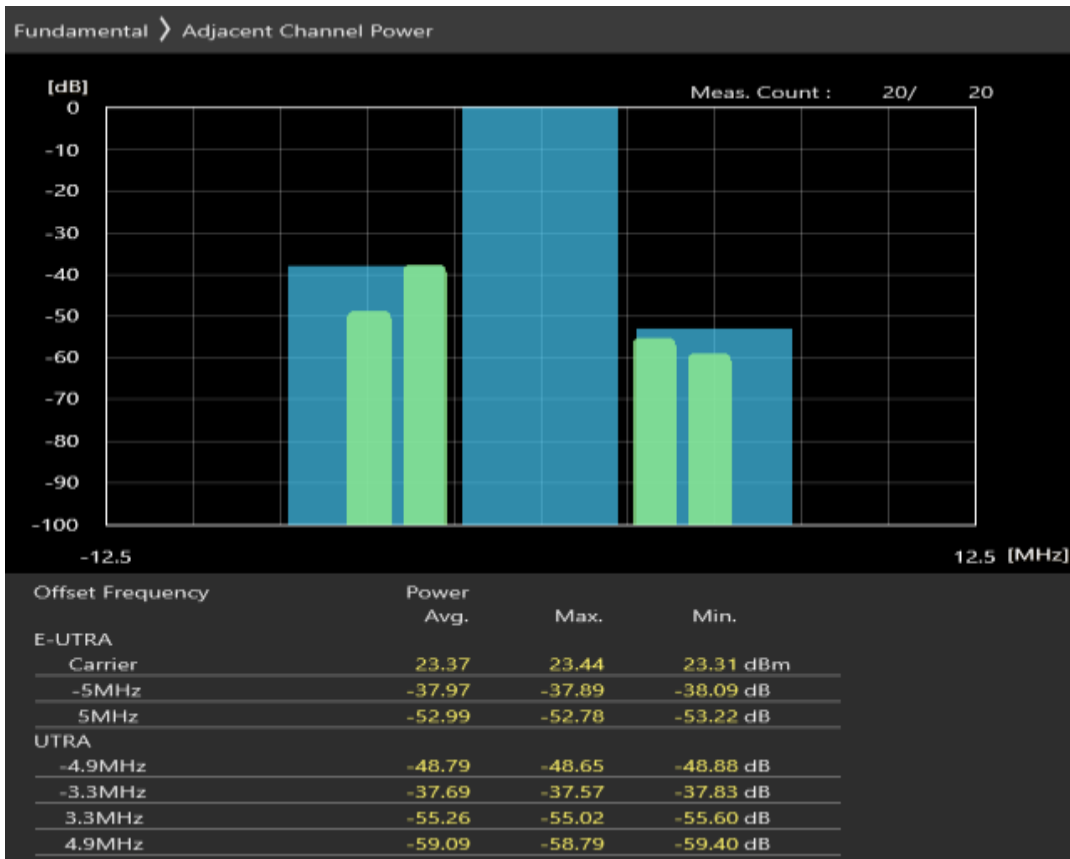 Fundamental ❯ Adjacent Channel Power
[dB]
Meas. Count : 20/ 20
0
-10
-20
-30
-40
-50
-60
-70
-80
-90
-100
-12.5 12.5 [MHz]
Offset Frequency Power
Avg. Max. Min.
E-UTRA
Carrier 23.37 23.44 23.31 dBm
-5MHz -37.97 -37.89 -38.09 dB
5MHz -52.99 -52.78 -53.22 dB
UTRA
-4.9MHz -48.79 -48.65 -48.88 dB
-3.3MHz -37.69 -37.57 -37.83 dB
3.3MHz -55.26 -55.02 -55.60 dB
4.9MHz -59.09 -58.79 -59.40 dB